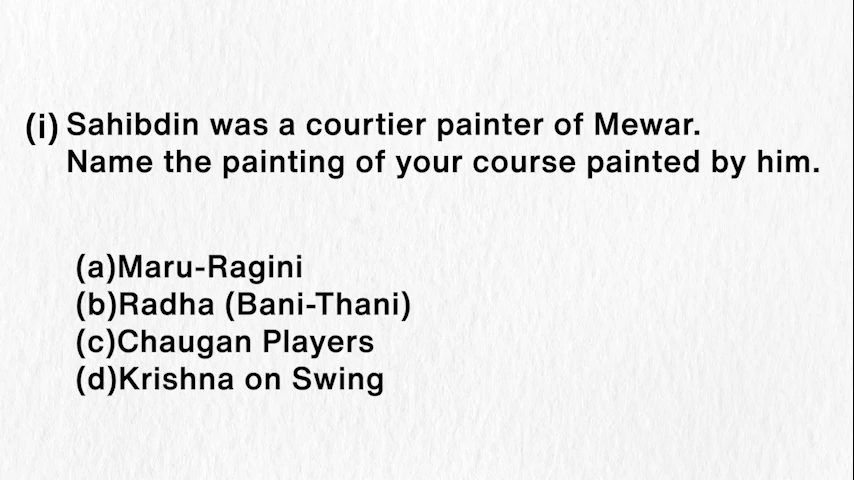 (i) Sahibdin was a courtier painter of Mewar.
Name the painting of your course painted by him.
(a)Maru-Ragini
(b)Radha (Bani-Thani)
(c)Chaugan Players
(d)Krishna on Swing